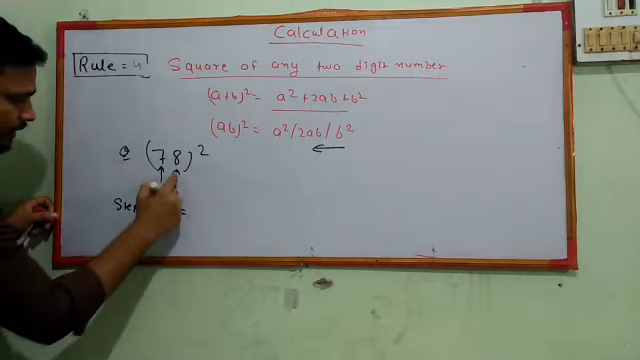 Calculation
Rule = 4 Square of any two digit number
(a+b)² = a² + 2ab + b²
(ab)² = a² / 2ab / b²
Q (78)²
Step =